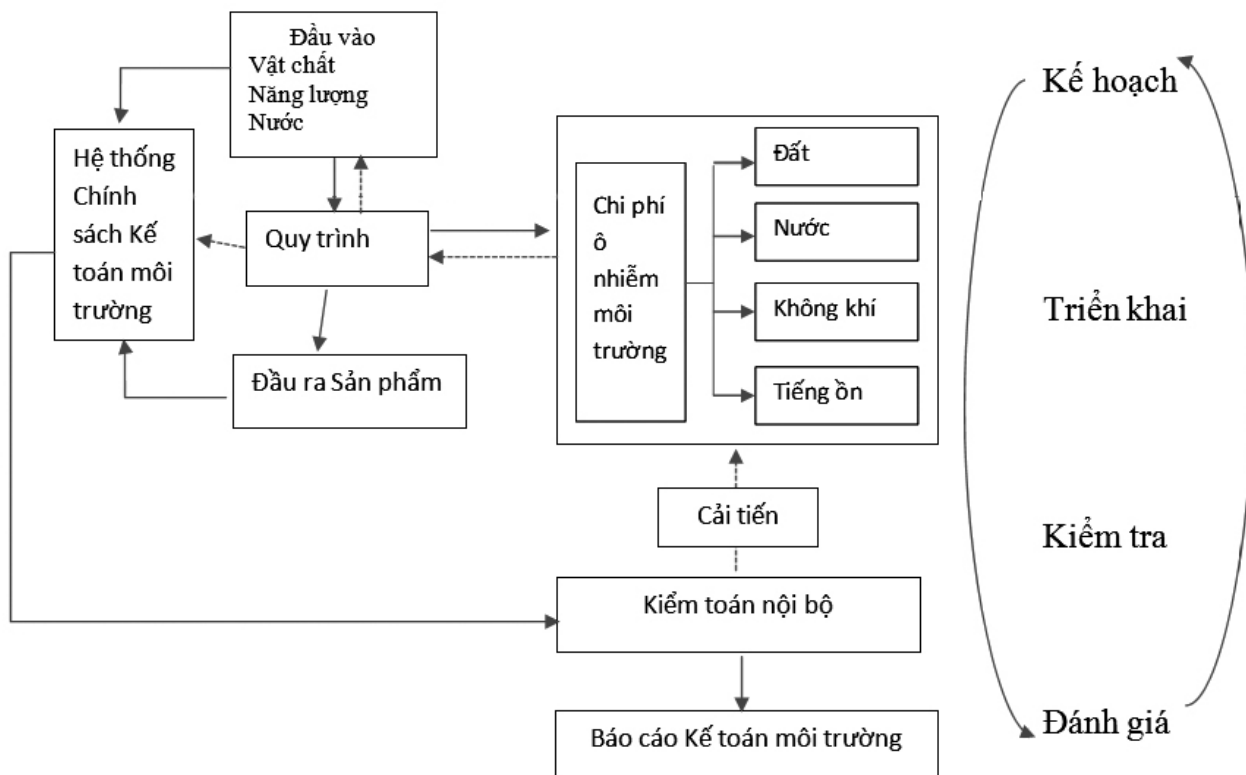 Đầu vào
Vật chất
Năng lượng
Nước
Hệ thống
Chính
sách Kế
toán môi
trường
Quy trình
Đầu ra Sản phẩm
Chi phí
ô
nhiễm
môi
trường
Đất
Nước
Không khí
Tiếng ồn
Cải tiến
Kiểm toán nội bộ
Báo cáo Kế toán môi trường
Kế hoạch
Triển khai
Kiểm tra
Đánh giá